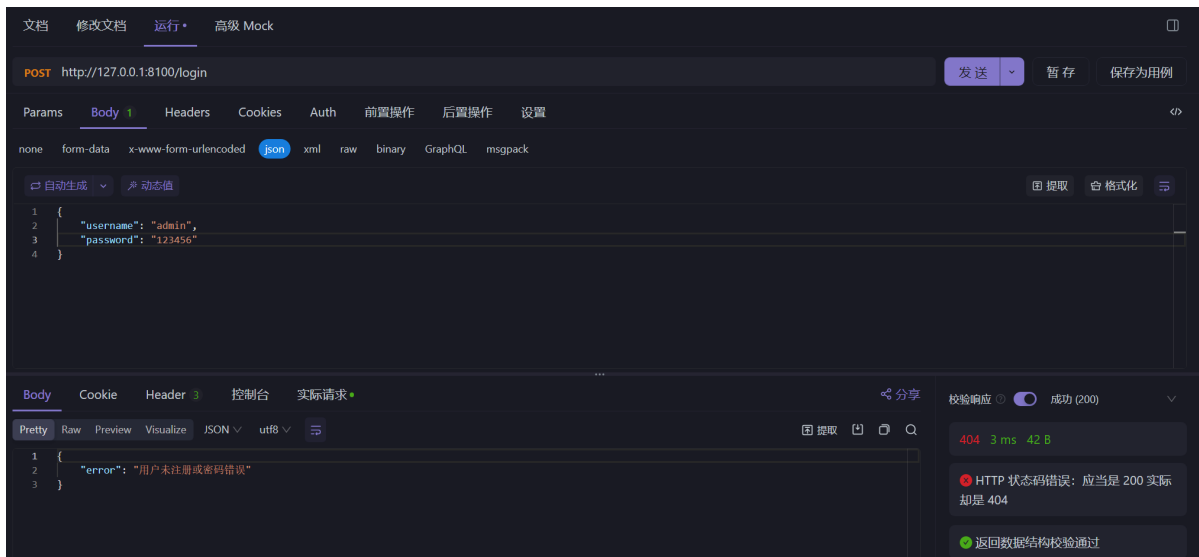 文档 修改文档 运行 高级 Mock
POST http://127.0.0.1:8100/login 发送 暂存 保存为用例
Params Body 1 Headers Cookies Auth 前置操作 后置操作 设置 </>
none form-data x-www-form-urlencoded json xml raw binary GraphQL msgpack
自动生成 动态值 提取 格式化
1 {
2 "username": "admin",
3 "password": "123456"
4 }
Body Cookie Header 3 控制台 实际请求 分享
校验响应 成功 (200)
Pretty Raw Preview Visualize JSON utf8 提取
404 3 ms 42 B
1 {
2 "error": "用户未注册或密码错误"
3 }
HTTP 状态码错误：应当是 200 实际
却是 404
返回数据结构校验通过